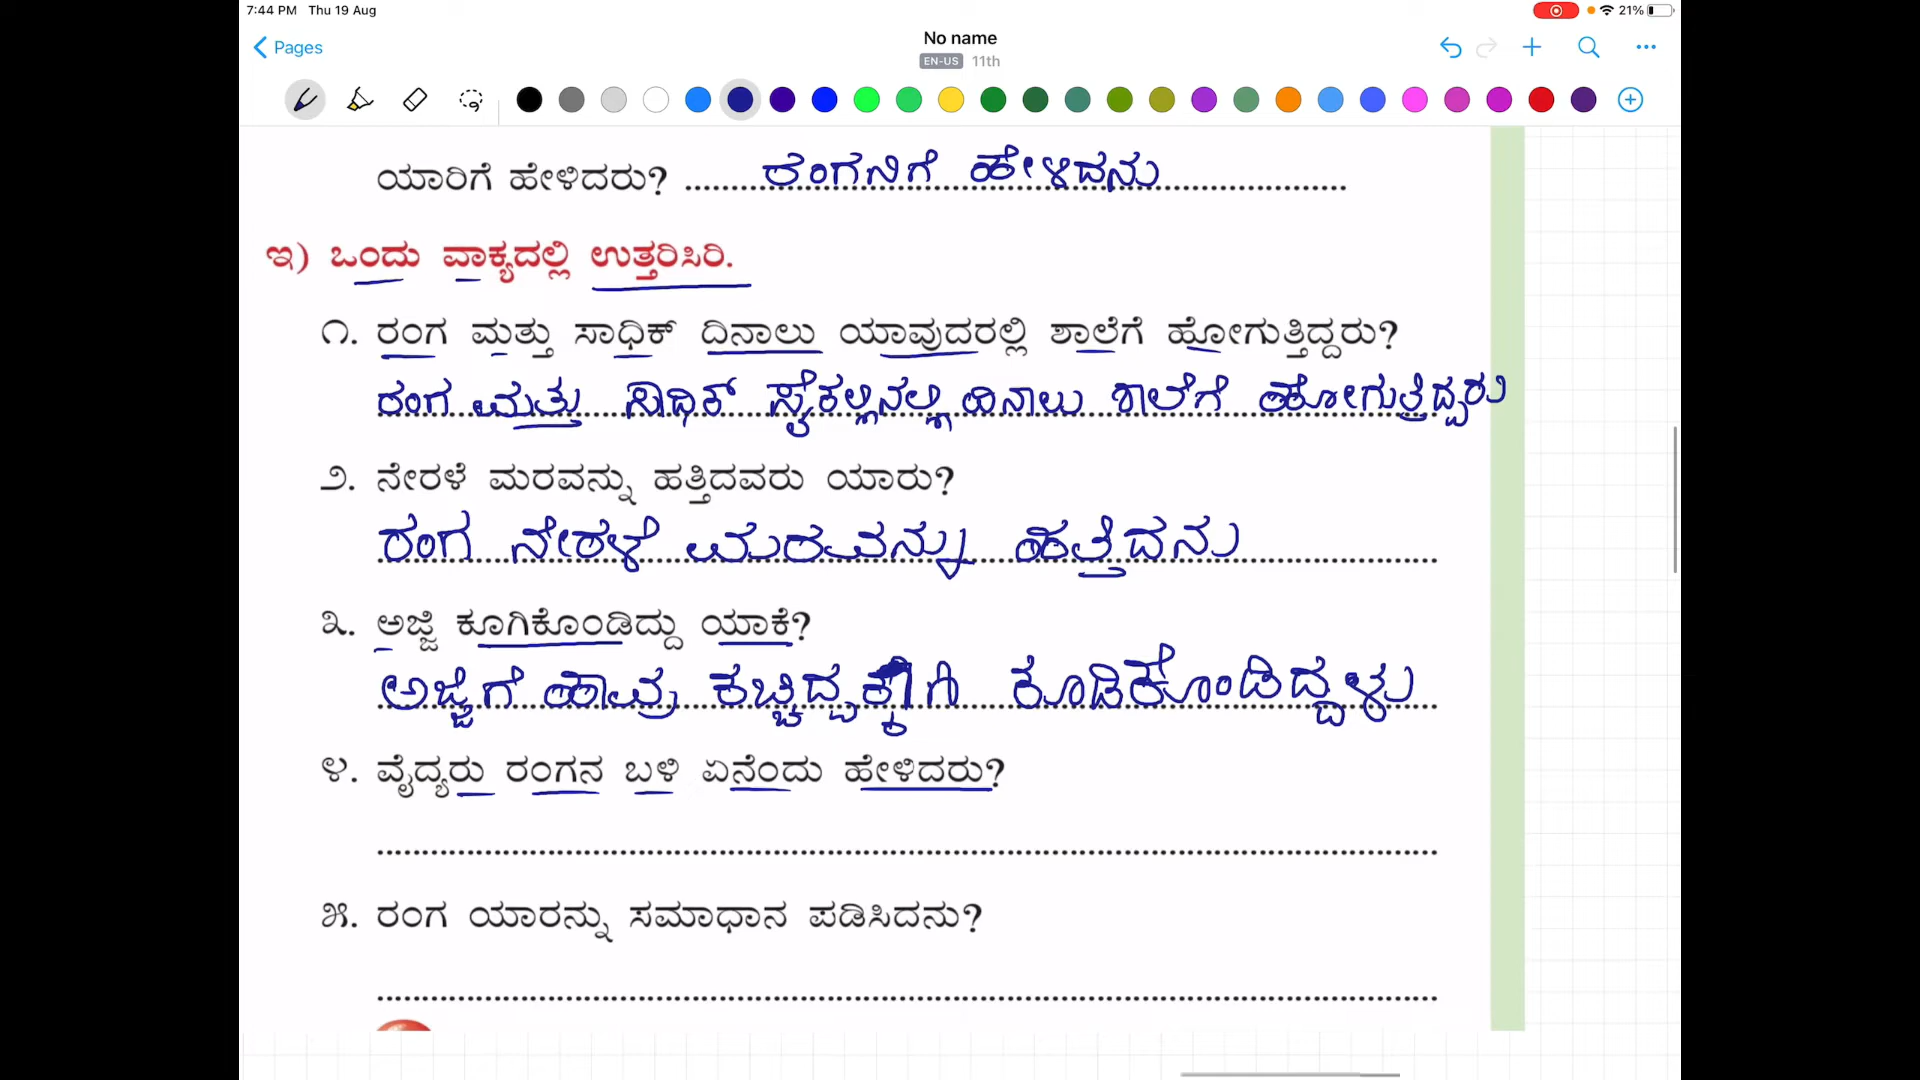 7:44 PM Thu 19 Aug 21%
Pages No name
EN-US 11th
ಯಾರಿಗೆ ಹೇಳಿದರು? ರಂಗನಿಗೆ ಹೇಳಿದನು
ಇ) ಒಂದು ವಾಕ್ಯದಲ್ಲಿ ಉತ್ತರಿಸಿರಿ.
೧. ರಂಗ ಮತ್ತು ಸಾಧಿಕ್ ದಿನಾಲು ಯಾವುದರಲ್ಲಿ ಶಾಲೆಗೆ ಹೋಗುತ್ತಿದ್ದರು?
ರಂಗ ಮತ್ತು ಸಾಧಿಕ್ ಸೈಕಲ್ಲಿನಲ್ಲಿ ದಿನಾಲು ಶಾಲೆಗೆ ಹೋಗುತ್ತಿದ್ದರು
೨. ನೇರಳೆ ಮರವನ್ನು ಹತ್ತಿದವರು ಯಾರು?
ರಂಗ ನೇರಳೆ ಮರವನ್ನು ಹತ್ತಿದನು
೩. ಅಜ್ಜಿ ಕೂಗಿಕೊಂಡಿದ್ದು ಯಾಕೆ?
ಅಜ್ಜಿಗೆ ಹಾವು ಕಚ್ಚಿದ್ದಕ್ಕಾಗಿ ಕೂಡಿಕೊಂಡಿದ್ದಳು
೪. ವೈದ್ಯರು ರಂಗನ ಬಳಿ ಏನೆಂದು ಹೇಳಿದರು?
೫. ರಂಗ ಯಾರನ್ನು ಸಮಾಧಾನ ಪಡಿಸಿದನು?